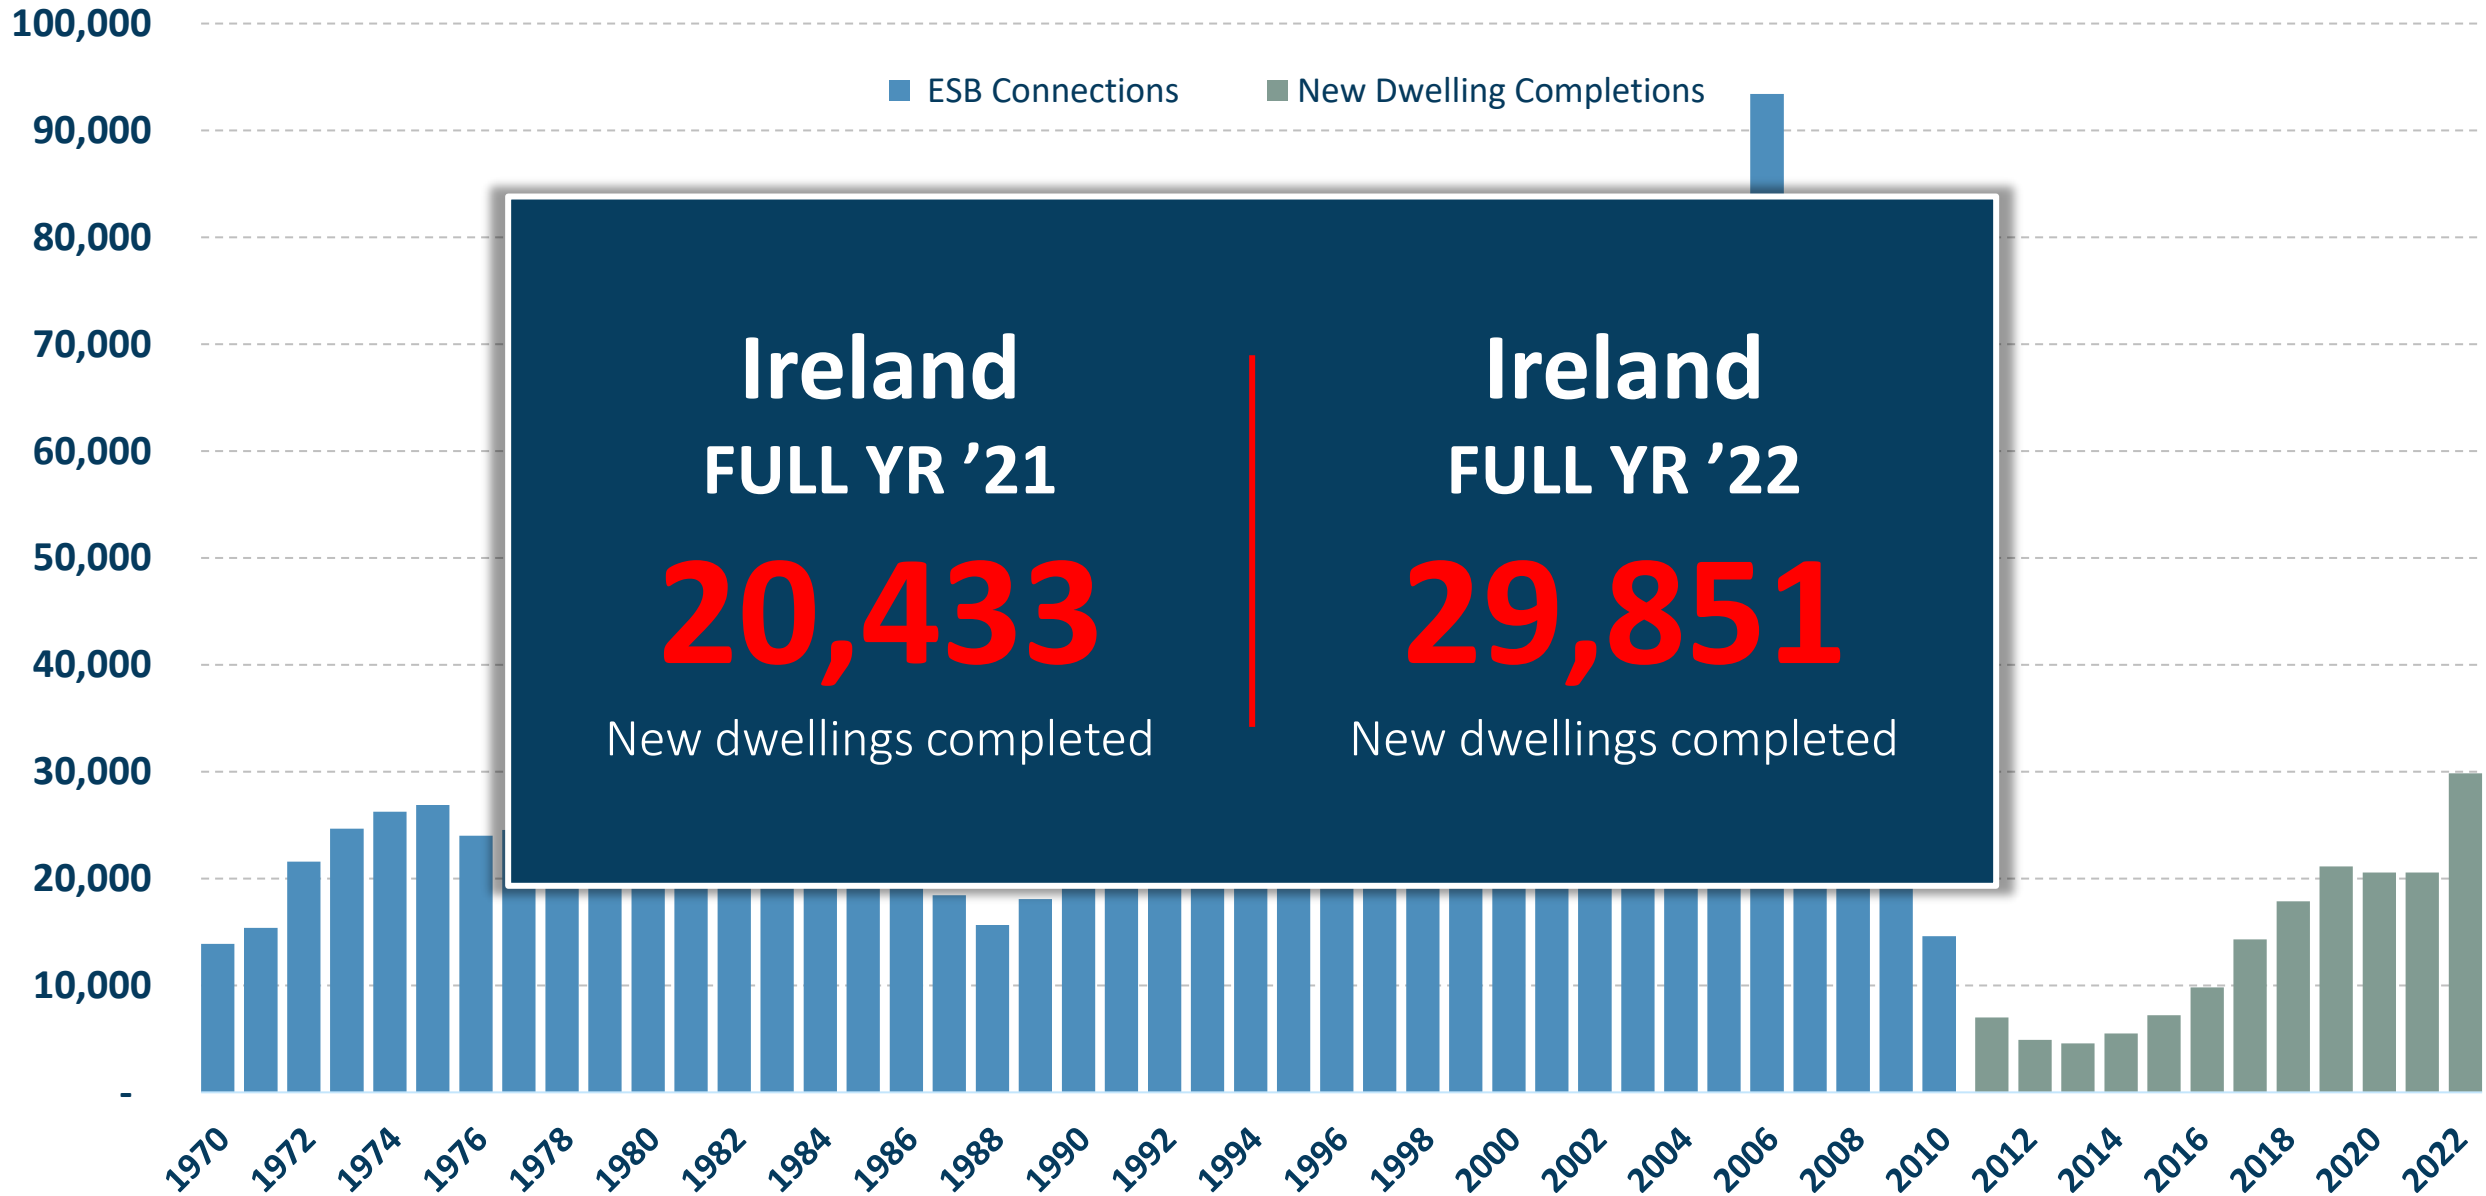 100,000
ESB Connections New Dwelling Completions
90,000
80,000
70,000
60,000
50,000
40,000
30,000
20,000
10,000
-
Ireland
FULL YR ’21
20,433
New dwellings completed
Ireland
FULL YR ’22
29,851
New dwellings completed
1970 1972 1974 1976 1978 1980 1982 1984 1986 1988 1990 1992 1994 1996 1998 2000 2002 2004 2006 2008 2010 2012 2014 2016 2018 2020 2022